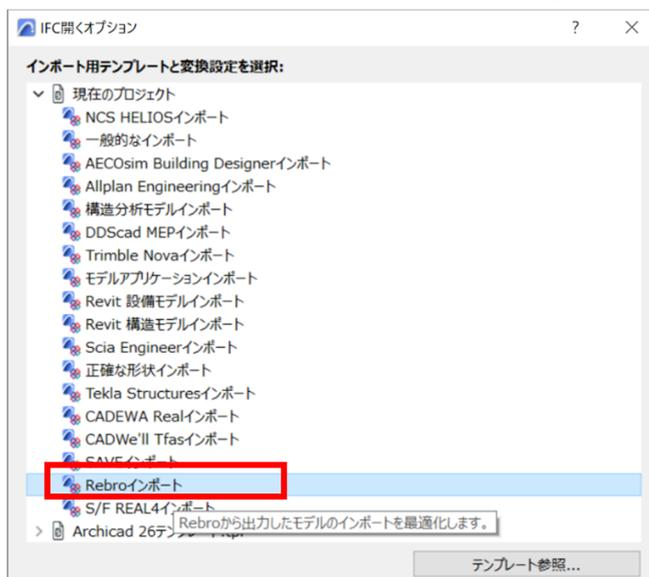 IFC開くオプション
? ×
インポート用テンプレートと変換設定を選択:
現在のプロジェクト
NCS HELIOSインポート
一般的なインポート
AECOsim Building Designerインポート
Allplan Engineeringインポート
構造分析モデルインポート
DDScad MEPインポート
Trimble Novaインポート
モデルアプリケーションインポート
Revit 設備モデルインポート
Revit 構造モデルインポート
Scia Engineerインポート
正確な形状インポート
Tekla Structuresインポート
CADEWA Realインポート
CADWe'll Tfasインポート
SAVEインポート
Rebroインポート
S/F REAL4インポート
Rebroから出力したモデルのインポートを最適化します。
Archicad 26テン
テンプレート参照...